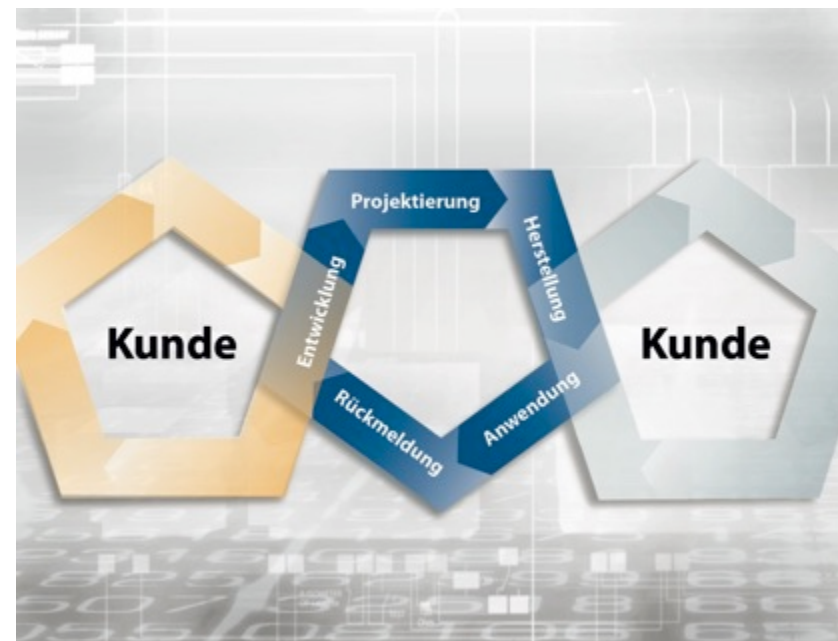 Projektierung
Herstellung
Entwicklung
Kunde
Kunde
Anwendung
Rückmeldung